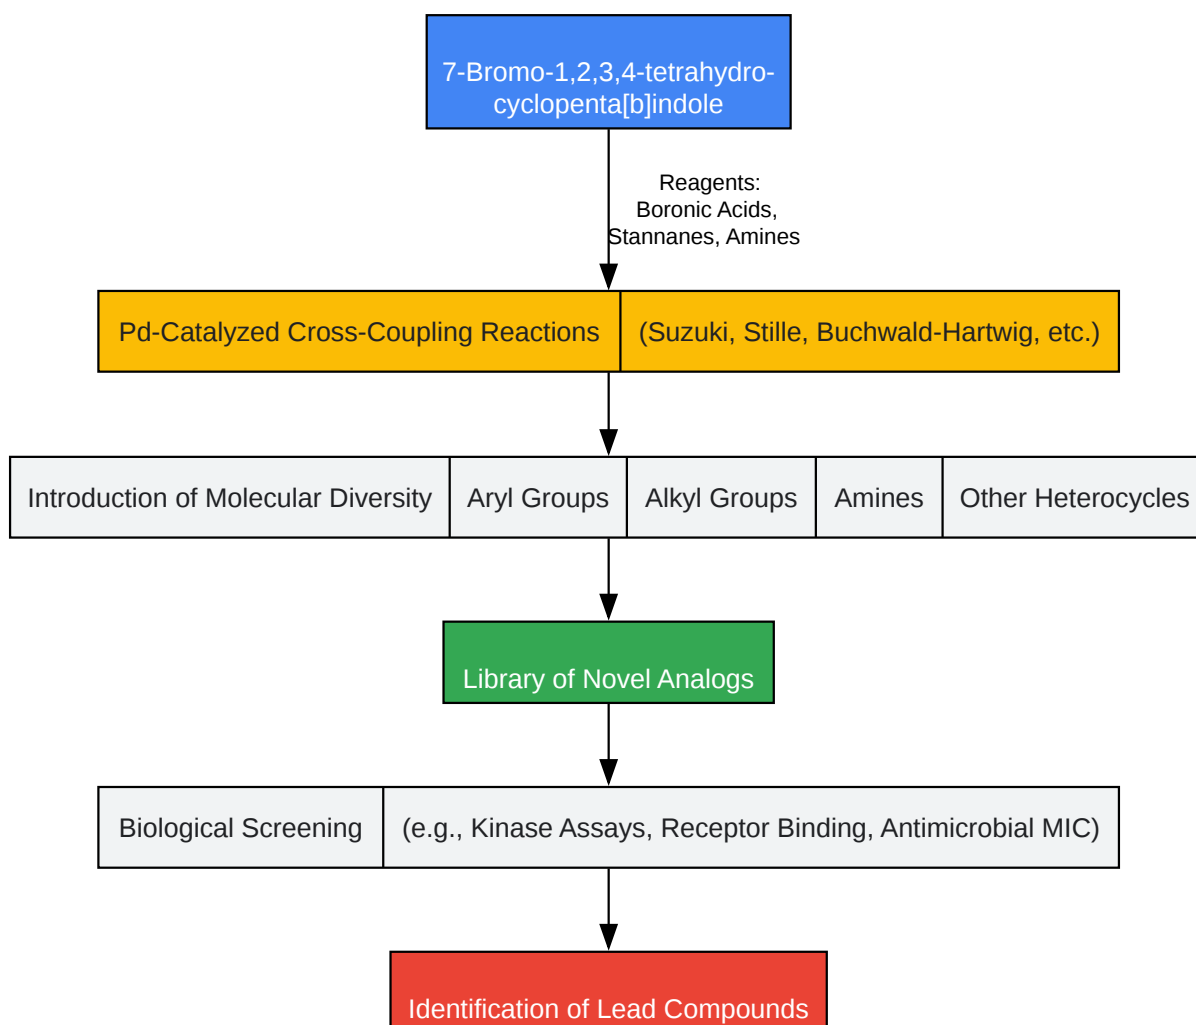 7-Bromo-1,2,3,4-tetrahydro-
cyclopenta[b]indole
Reagents:
Boronic Acids,
Stannanes, Amines
Pd-Catalyzed Cross-Coupling Reactions
(Suzuki, Stille, Buchwald-Hartwig, etc.)
Introduction of Molecular Diversity
Aryl Groups
Alkyl Groups
Amines
Other Heterocycles
Library of Novel Analogs
Biological Screening
(e.g., Kinase Assays, Receptor Binding, Antimicrobial MIC)
Identification of Lead Compounds